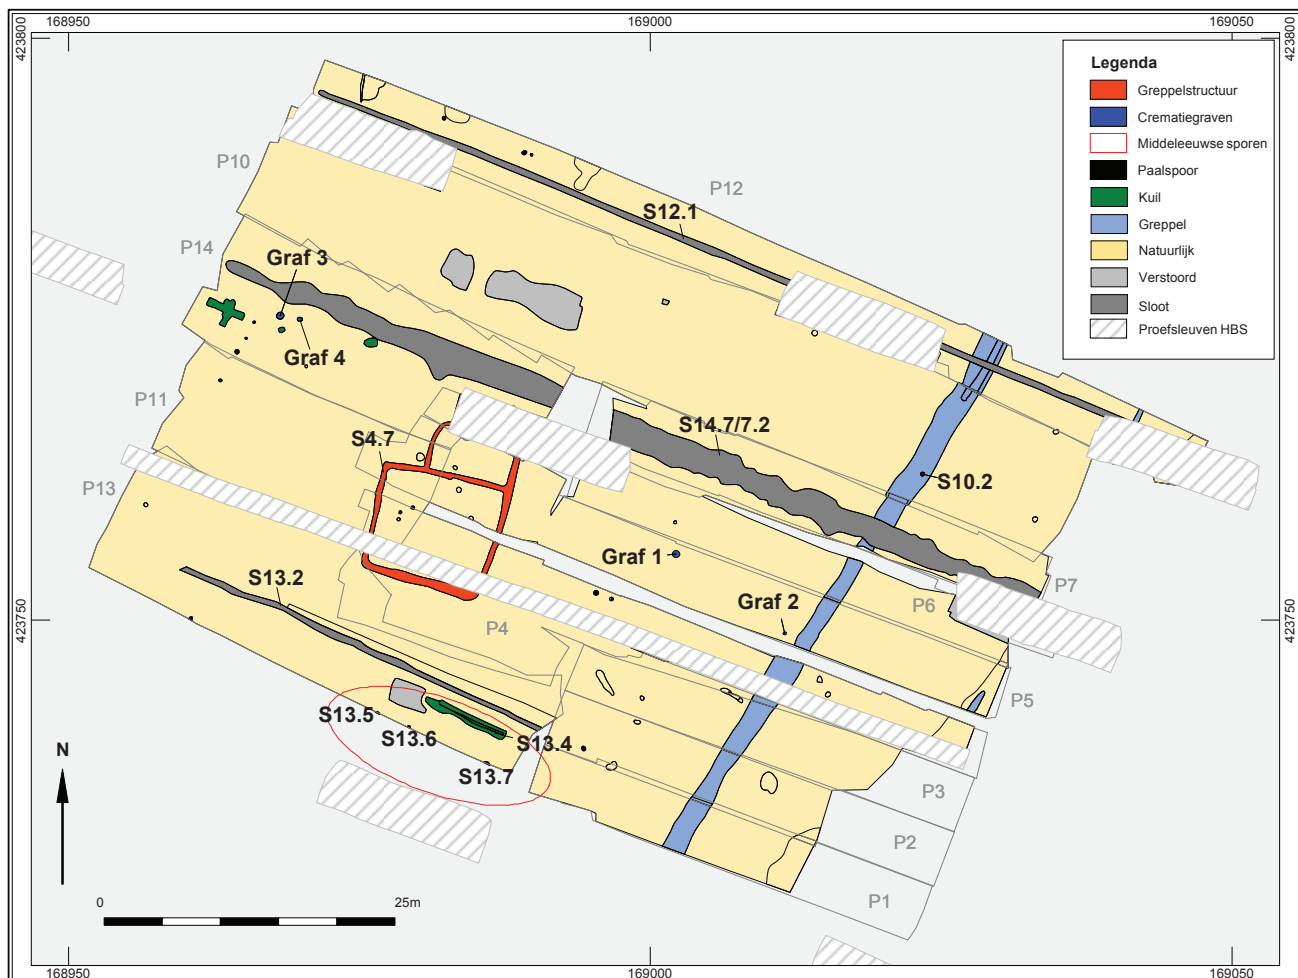 168950
169000
169050
423800
423800
Legenda
Greppelstructuur
Crematiegraven
Middeleeuwse sporen
Paalspoor
Kuil
Greppel
Natuurlijk
Verstoord
Sloot
Proefsleuven HBS
P10
P12
S12.1
P14
Graf 3
Graf 4
P11
S4.7
S14.7/7.2
S10.2
P13
Graf 1
S13.2
Graf 2
P6
P7
423750
423750
P4
P5
S13.5
S13.6
S13.4
S13.7
N
P3
P2
P1
0
25m
168950
169000
169050